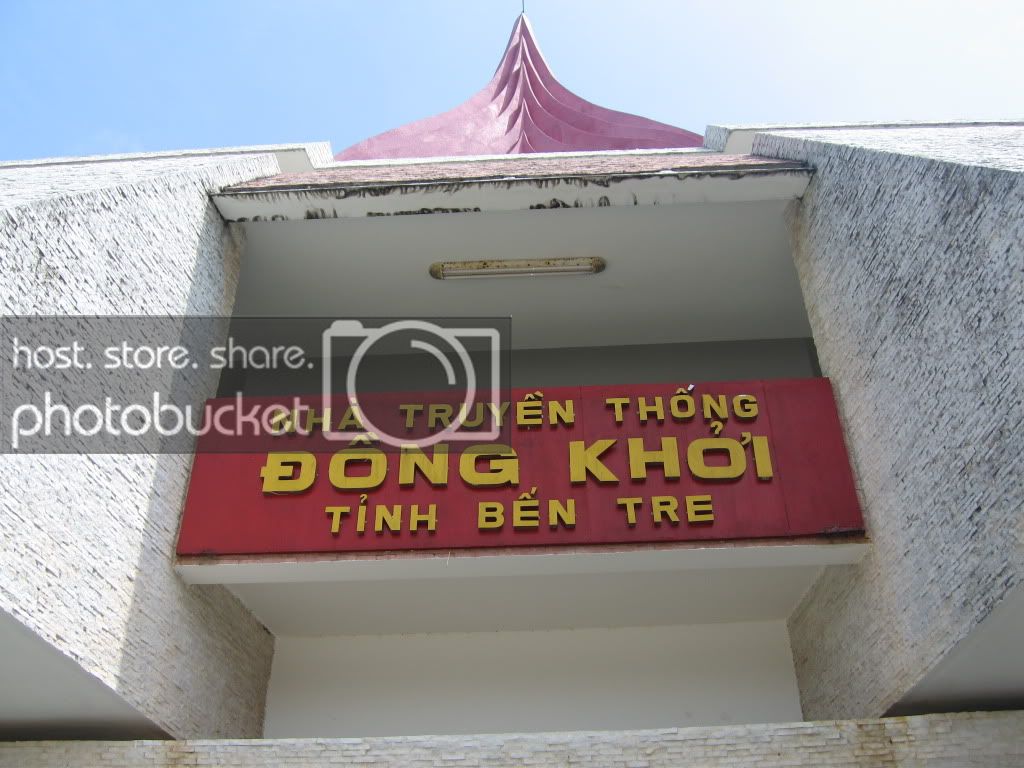 host. store. share.
photobucket
NHÀ TRUYỀN THỐNG
ĐỒNG KHỞI
TỈNH BẾN TRE